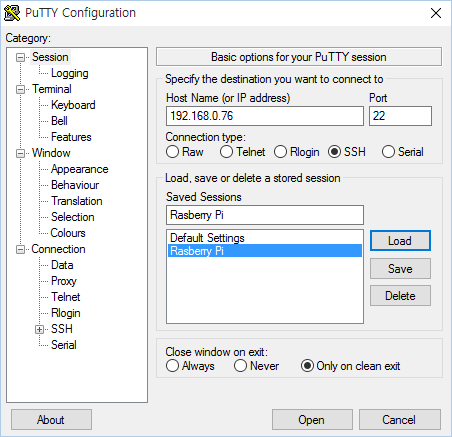 PuTTY Configuration
Category:
Session
Logging
Terminal
Keyboard
Bell
Features
Window
Appearance
Behaviour
Translation
Selection
Colours
Connection
Data
Proxy
Telnet
Rlogin
SSH
Serial
Basic options for your PuTTY session
Specify the destination you want to connect to
Host Name (or IP address) Port
192.168.0.76 22
Connection type:
Raw Telnet Rlogin SSH Serial
Load, save or delete a stored session
Saved Sessions
Rasberry Pi
Default Settings
Rasberry Pi
Load
Save
Delete
Close window on exit:
Always Never Only on clean exit
About Open Cancel